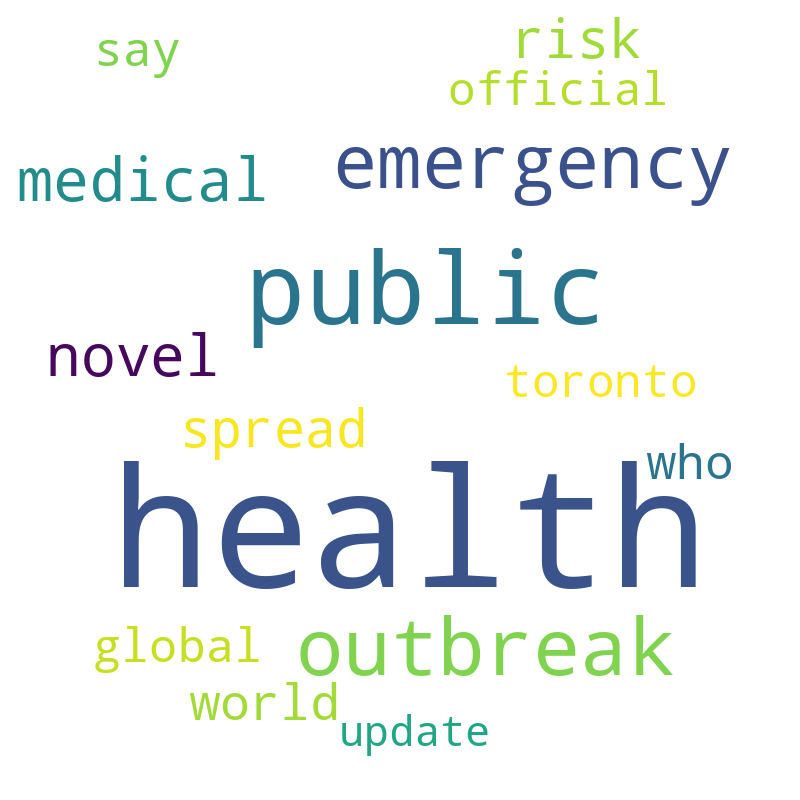 say
risk
official
emergency
medical
public
novel
toronto
spread
who
health
outbreak
global
world
update